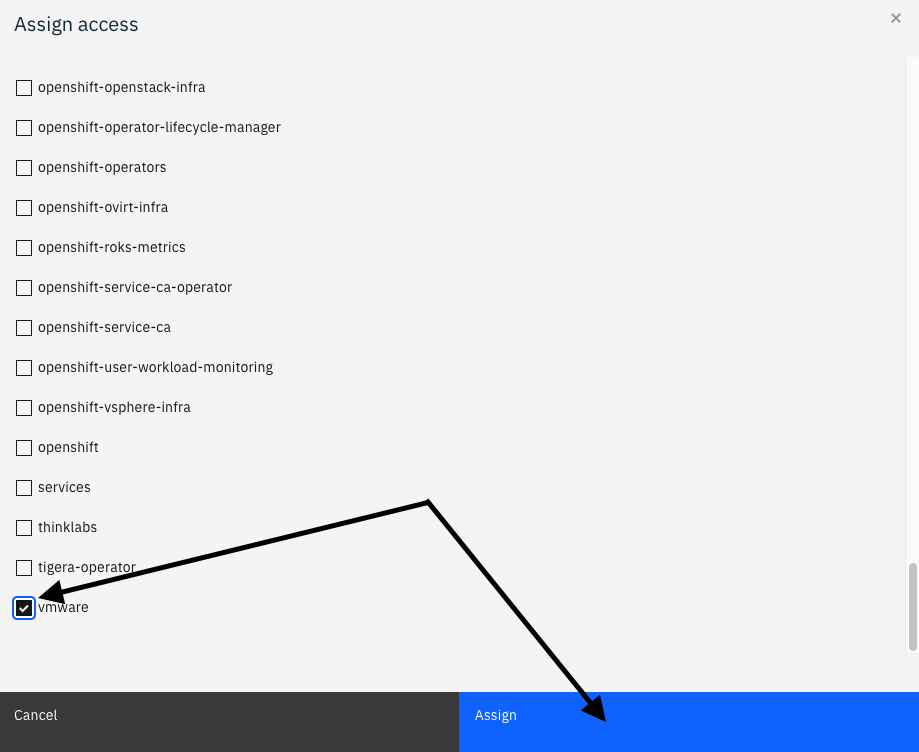 Assign access
openshift-openstack-infra
openshift-operator-lifecycle-manager
openshift-operators
openshift-ovirt-infra
openshift-roks-metrics
openshift-service-ca-operator
openshift-service-ca
openshift-user-workload-monitoring
openshift-vsphere-infra
openshift
services
thinklabs
tigera-operator
vmware
Cancel
Assign